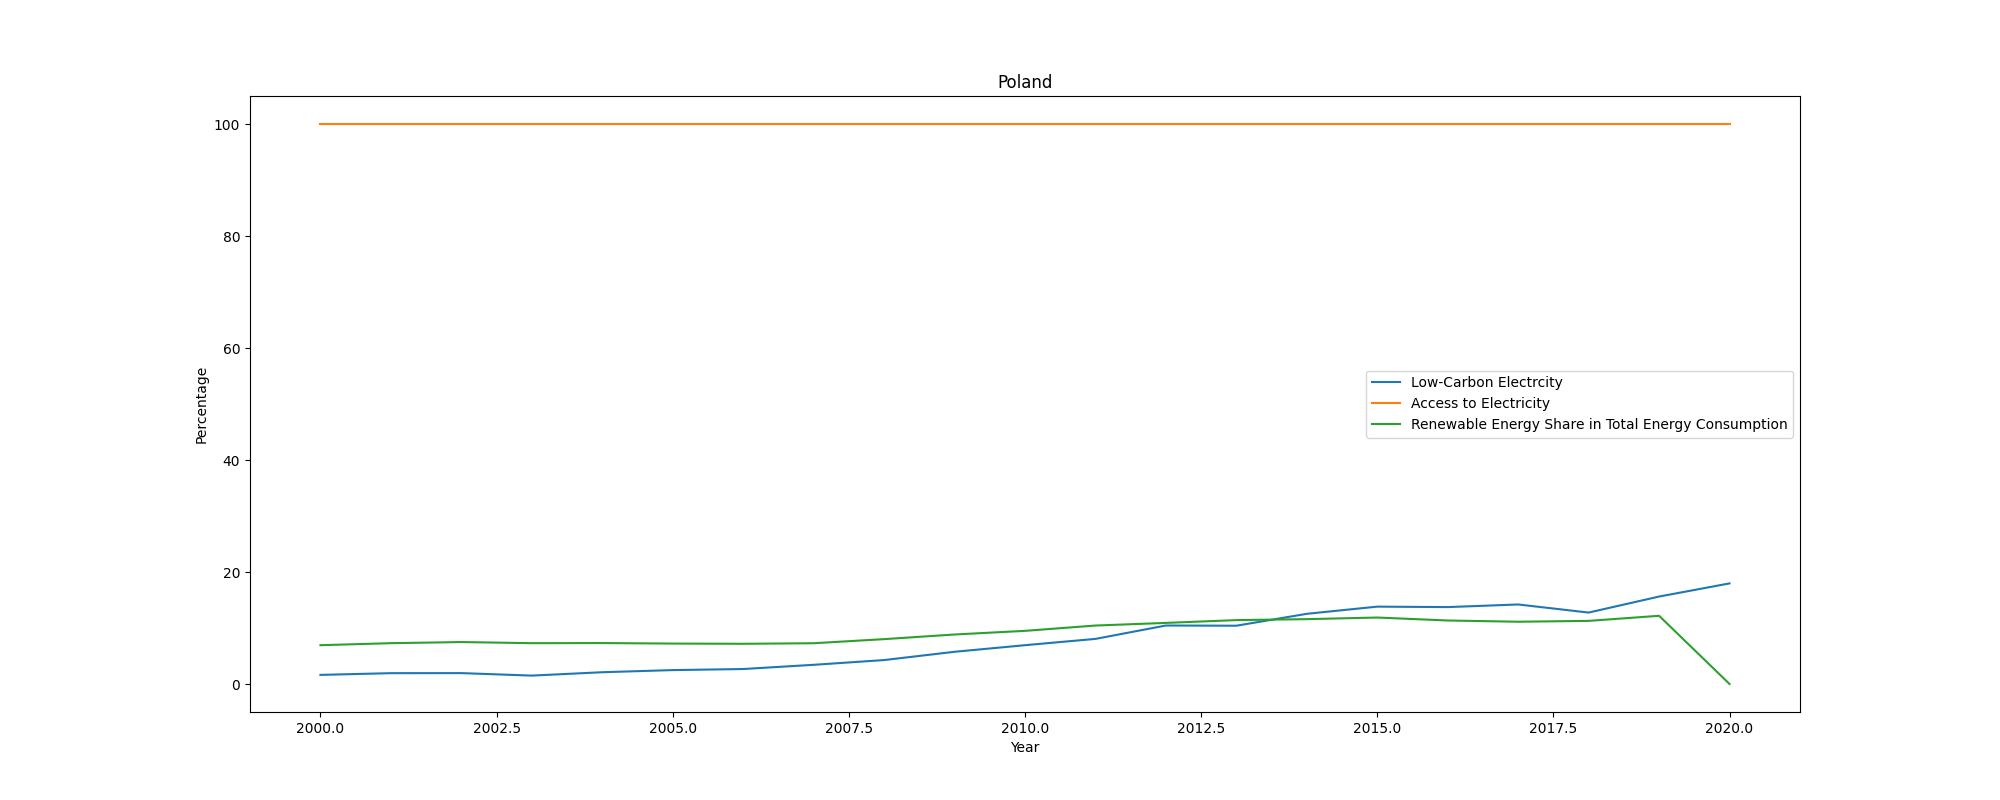 Poland
100
80
60
40
20
0
Percentage
Low-Carbon Electrcity
Access to Electricity
Renewable Energy Share in Total Energy Consumption
2000.0 2002.5 2005.0 2007.5 2010.0 2012.5 2015.0 2017.5 2020.0
Year